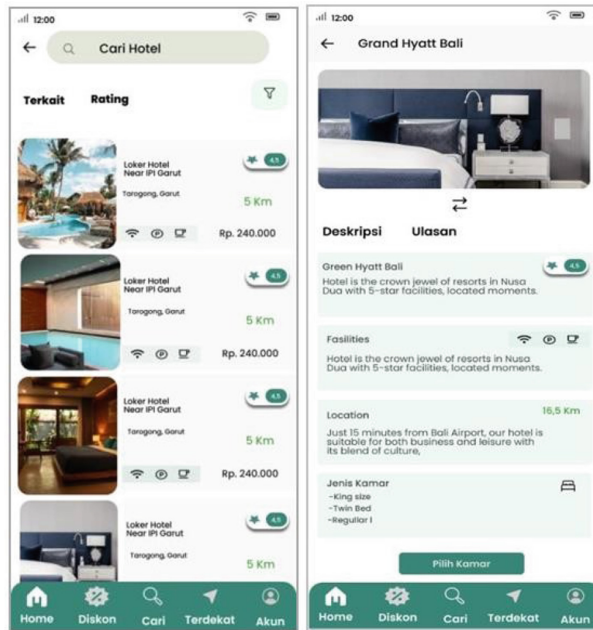 12:00
Cari Hotel
Terkait Rating
Loker Hotel
Near IPI Garut
4,5
Tarogong, Garut
5 Km
Rp. 240.000
Loker Hotel
Near IPI Garut
4,5
Tarogong, Garut
5 Km
Rp. 240.000
Loker Hotel
Near IPI Garut
4,5
Tarogong, Garut
5 Km
Rp. 240.000
Loker Hotel
Near IPI Garut
4,5
Tarogong, Garut
5 Km
Home Diskon Cari Terdekat Akun
12:00
Grand Hyatt Bali
Deskripsi Ulasan
Green Hyatt Bali
4,5
Hotel is the crown jewel of resorts in Nusa
Dua with 5-star facilities, located moments.
Fasilities
Hotel is the crown jewel of resorts in Nusa
Dua with 5-star facilities, located moments.
Location 16,5 Km
Just 15 minutes from Bali Airport, our hotel is
suitable for both business and leisure with
its blend of culture,
Jenis Kamar
-King size
-Twin Bed
-Regullar l
Pilih Kamar
Home Diskon Cari Terdekat Akun